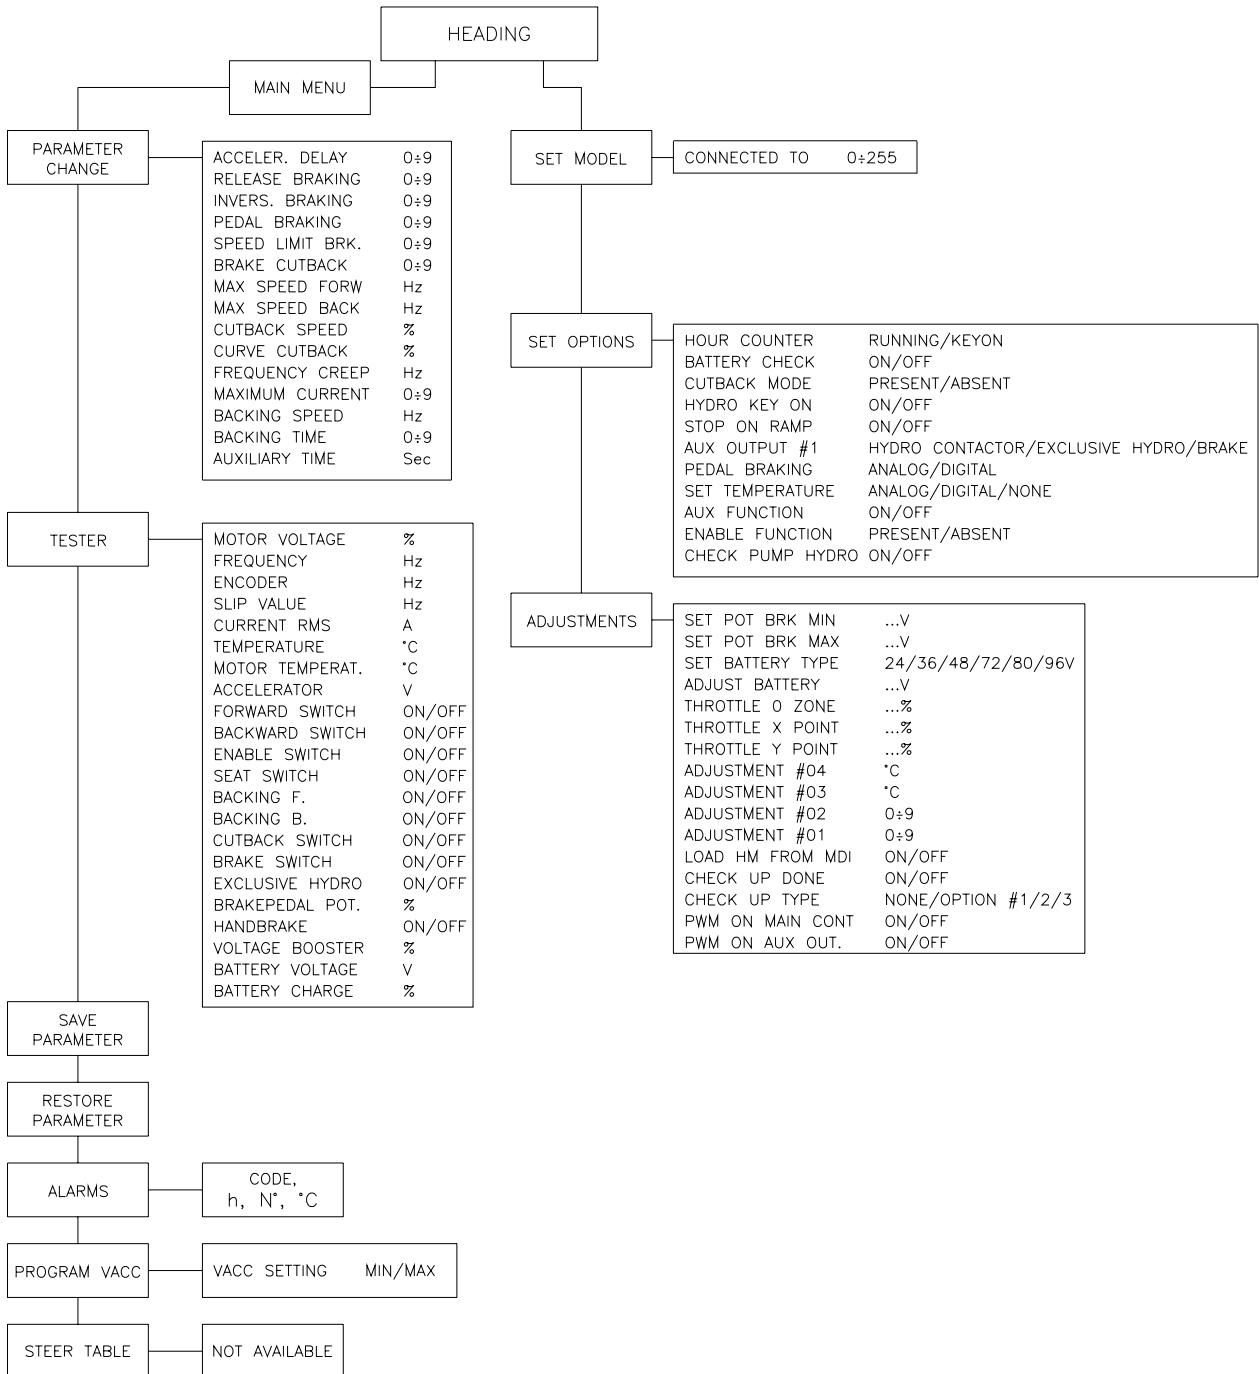 HEADING
MAIN MENU
PARAMETER
CHANGE
ACCELER. DELAY 0÷9
RELEASE BRAKING 0÷9
INVERS. BRAKING 0÷9
PEDAL BRAKING 0÷9
SPEED LIMIT BRK. 0÷9
BRAKE CUTBACK 0÷9
MAX SPEED FORW Hz
MAX SPEED BACK Hz
CUTBACK SPEED %
CURVE CUTBACK %
FREQUENCY CREEP Hz
MAXIMUM CURRENT 0÷9
BACKING SPEED Hz
BACKING TIME 0÷9
AUXILIARY TIME Sec
TESTER
MOTOR VOLTAGE %
FREQUENCY Hz
ENCODER Hz
SLIP VALUE Hz
CURRENT RMS A
TEMPERATURE °C
MOTOR TEMPERAT. °C
ACCELERATOR V
FORWARD SWITCH ON/OFF
BACKWARD SWITCH ON/OFF
ENABLE SWITCH ON/OFF
SEAT SWITCH ON/OFF
BACKING F. ON/OFF
BACKING B. ON/OFF
CUTBACK SWITCH ON/OFF
BRAKE SWITCH ON/OFF
EXCLUSIVE HYDRO ON/OFF
BRAKEPEDAL POT. %
HANDBRAKE ON/OFF
VOLTAGE BOOSTER %
BATTERY VOLTAGE V
BATTERY CHARGE %
SAVE
PARAMETER
RESTORE
PARAMETER
ALARMS
CODE,
h, N°, °C
PROGRAM VACC
VACC SETTING MIN/MAX
STEER TABLE
NOT AVAILABLE
SET MODEL
CONNECTED TO 0÷255
SET OPTIONS
HOUR COUNTER RUNNING/KEYON
BATTERY CHECK ON/OFF
CUTBACK MODE PRESENT/ABSENT
HYDRO KEY ON ON/OFF
STOP ON RAMP ON/OFF
AUX OUTPUT #1 HYDRO CONTACTOR/EXCLUSIVE HYDRO/BRAKE
PEDAL BRAKING ANALOG/DIGITAL
SET TEMPERATURE ANALOG/DIGITAL/NONE
AUX FUNCTION ON/OFF
ENABLE FUNCTION PRESENT/ABSENT
CHECK PUMP HYDRO ON/OFF
ADJUSTMENTS
SET POT BRK MIN ...V
SET POT BRK MAX ...V
SET BATTERY TYPE 24/36/48/72/80/96V
ADJUST BATTERY ...V
THROTTLE 0 ZONE ...%
THROTTLE X POINT ...%
THROTTLE Y POINT ...%
ADJUSTMENT #04 °C
ADJUSTMENT #03 °C
ADJUSTMENT #02 0÷9
ADJUSTMENT #01 0÷9
LOAD HM FROM MDI ON/OFF
CHECK UP DONE ON/OFF
CHECK UP TYPE NONE/OPTION #1/2/3
PWM ON MAIN CONT ON/OFF
PWM ON AUX OUT. ON/OFF